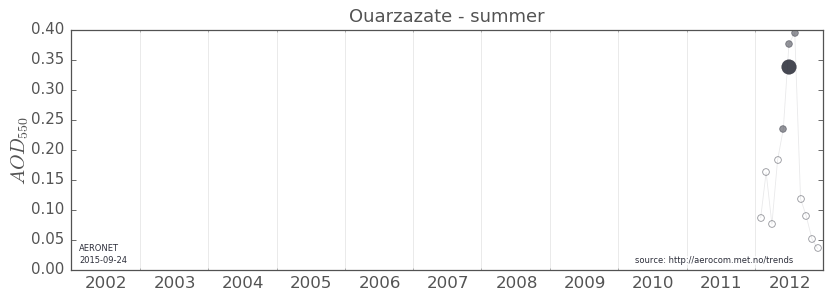 Ouarzazate - summer
0.40
0.35
0.30
0.25
0.20
0.15
0.10
0.05
0.00
AOD550
AERONET
2015-09-24
source: http://aerocom.met.no/trends
2002 2003 2004 2005 2006 2007 2008 2009 2010 2011 2012